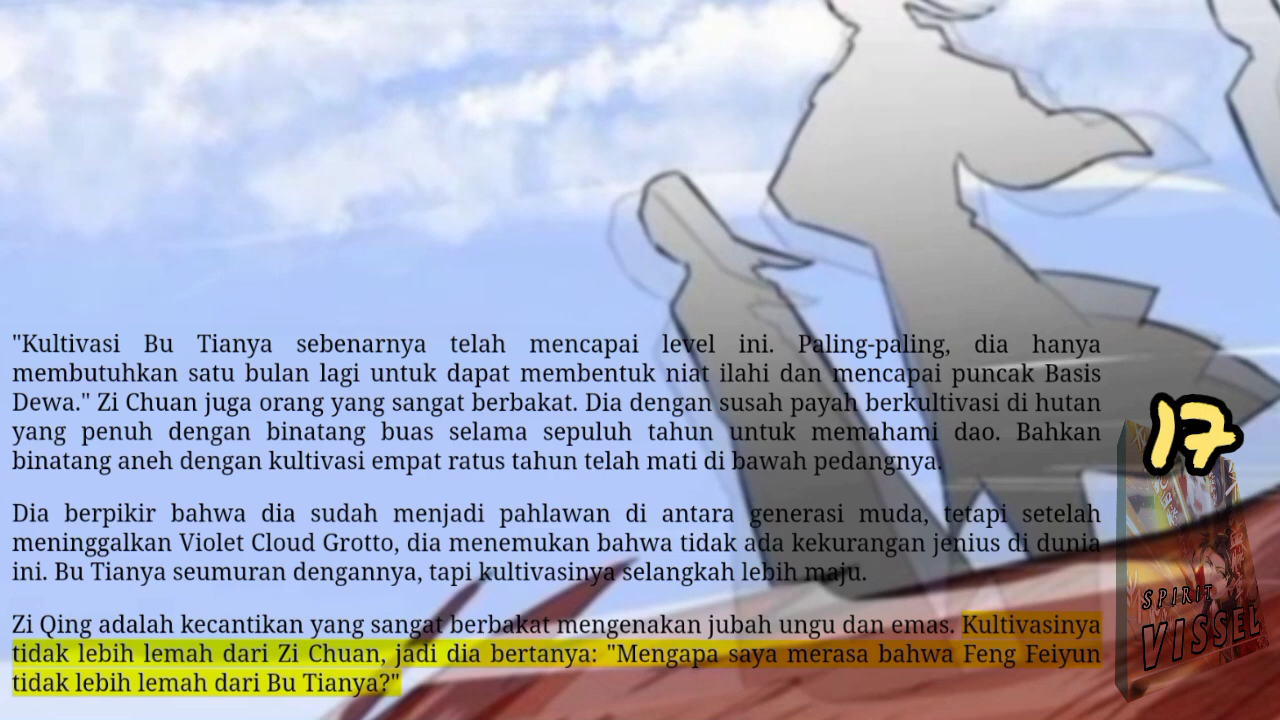 "Kultivasi Bu Tianya sebenarnya telah mencapai level ini. Paling-paling, dia hanya
membutuhkan satu bulan lagi untuk dapat membentuk niat ilahi dan mencapai puncak Basis
Dewa." Zi Chuan juga orang yang sangat berbakat. Dia dengan susah payah berkultivasi di hutan
yang penuh dengan binatang buas selama sepuluh tahun untuk memahami dao. Bahkan
binatang aneh dengan kultivasi empat ratus tahun telah mati di bawah pedangnya.
Dia berpikir bahwa dia sudah menjadi pahlawan di antara generasi muda, tetapi setelah
meninggalkan Violet Cloud Grotto, dia menemukan bahwa tidak ada kekurangan jenius di dunia
ini. Bu Tianya seumuran dengannya, tapi kultivasinya selangkah lebih maju.
Zi Qing adalah kecantikan yang sangat berbakat mengenakan jubah ungu dan emas. Kultivasinya
tidak lebih lemah dari Zi Chuan, jadi dia bertanya: "Mengapa saya merasa bahwa Feng Feiyun
tidak lebih lemah dari Bu Tianya?"
17
SPIRIT
VISSEL